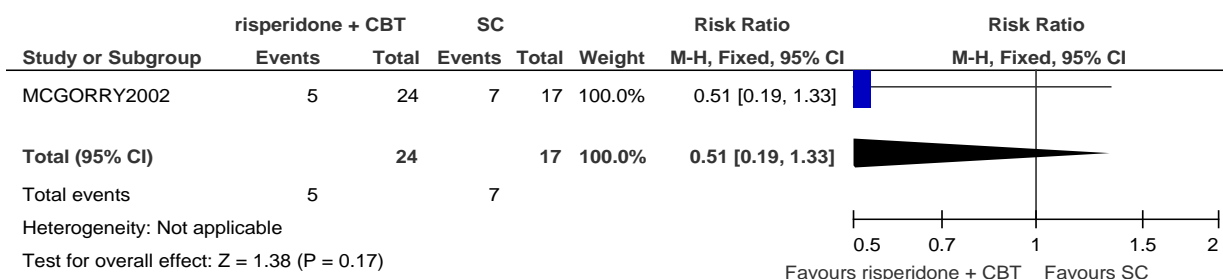 risperidone + CBT SC Risk Ratio Risk Ratio
Study or Subgroup Events Total Events Total Weight M-H, Fixed, 95% CI M-H, Fixed, 95% CI
MCGORRY2002 5 24 7 17 100.0% 0.51 [0.19, 1.33]
Total (95% CI) 24 17 100.0% 0.51 [0.19, 1.33]
Total events 5 7
Heterogeneity: Not applicable
Test for overall effect: Z = 1.38 (P = 0.17)
0.5 0.7 1 1.5 2
Favours risperidone + CBT Favours SC